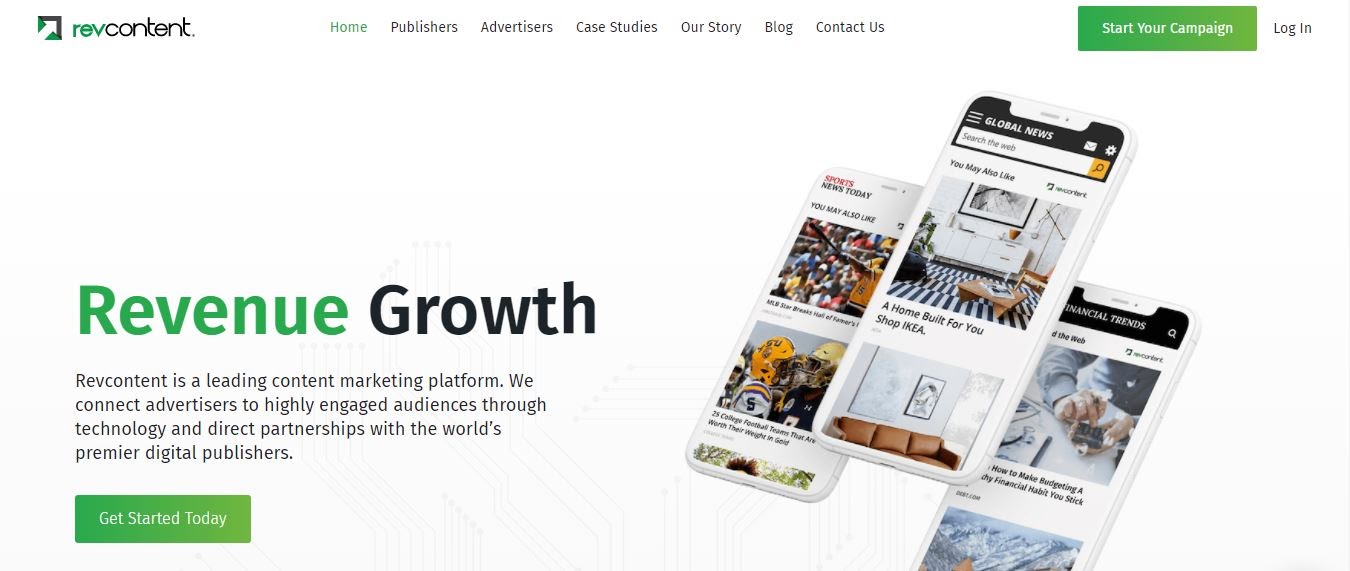 revcontent.
Home
Publishers
Advertisers
Case Studies
Our Story
Blog
Contact Us
Start Your Campaign
Log In
Revenue Growth
Revcontent is a leading content marketing platform. We
connect advertisers to highly engaged audiences through
technology and direct partnerships with the world's
premier digital publishers.
Get Started Today
SPORTS
NEWS TODAY
YOU MAY ALSO LIKE
MLB Star Breaks Hall of Famer's
25 College Football Teams That Are
Worth Their Weight in Gold
GLOBAL NEWS
Search the web
You May Also Like
revcontent
A Home Built For You
Shop IKEA.
IKEA
FINANCIAL TRENDS
d the Web
revcontent
How to Make Budgeting A
hy Financial Habit You Stick
DEBT.COM